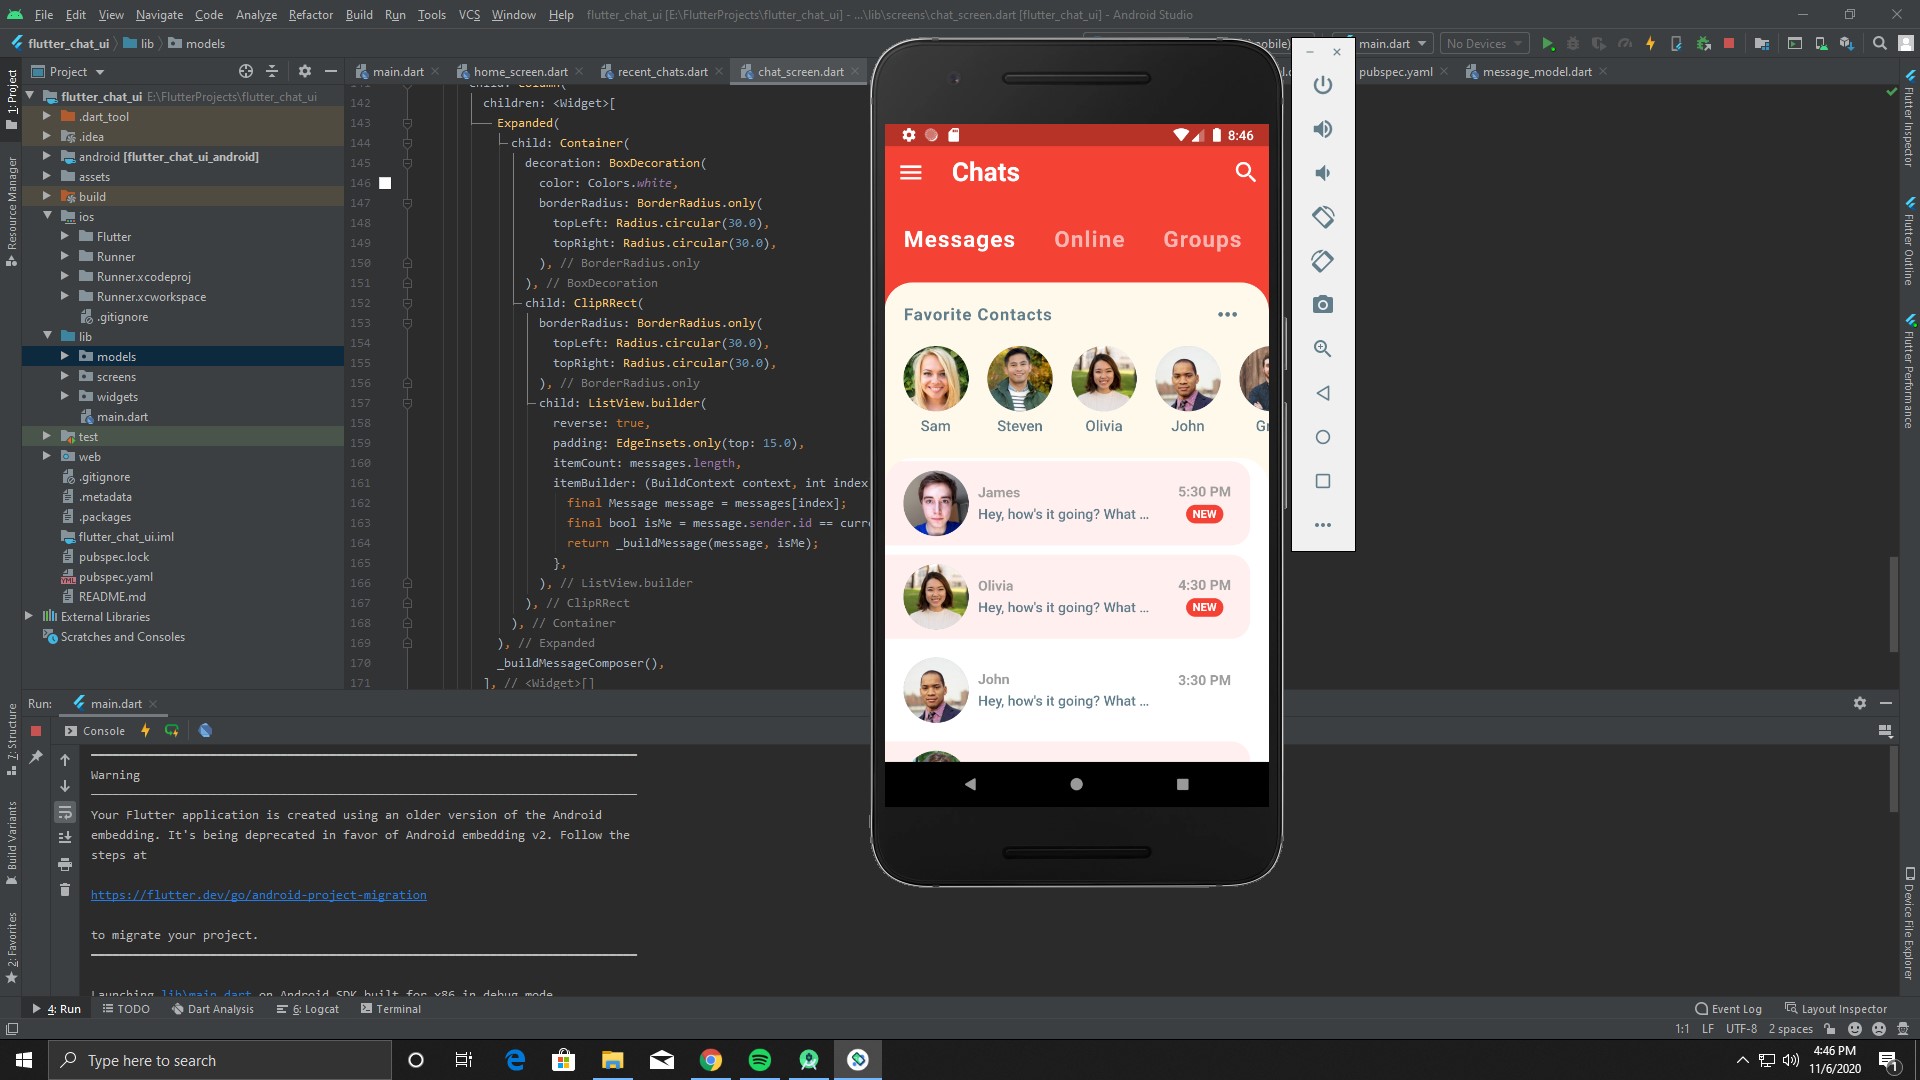 File Edit View Navigate Code Analyze Refactor Build Run Tools VCS Window Help flutter_chat_ui [E:\FlutterProjects\flutter_chat_ui] - ...\lib\screens\chat_screen.dart [flutter_chat_ui] - Android Studio
flutter_chat_ui lib models
main.dart No Devices
Project
main.dart home_screen.dart recent_chats.dart chat_screen.dart pubspec.yaml message_model.dart
1: Project
Resource Manager
7: Structure
Build Variants
2: Favorites
flutter_chat_ui E:\FlutterProjects\flutter_chat_ui
.dart_tool
.idea
android [flutter_chat_ui_android]
assets
build
ios
Flutter
Runner
Runner.xcodeproj
Runner.xcworkspace
.gitignore
lib
models
screens
widgets
main.dart
test
web
.gitignore
.metadata
.packages
flutter_chat_ui.iml
pubspec.lock
pubspec.yaml
README.md
External Libraries
Scratches and Consoles
142 children: <Widget>[
143 Expanded(
144 child: Container(
145 decoration: BoxDecoration(
146 color: Colors.white,
147 borderRadius: BorderRadius.only(
148 topLeft: Radius.circular(30.0),
149 topRight: Radius.circular(30.0),
150 ), // BorderRadius.only
151 ), // BoxDecoration
152 child: ClipRRect(
153 borderRadius: BorderRadius.only(
154 topLeft: Radius.circular(30.0),
155 topRight: Radius.circular(30.0),
156 ), // BorderRadius.only
157 child: ListView.builder(
158 reverse: true,
159 padding: EdgeInsets.only(top: 15.0),
160 itemCount: messages.length,
161 itemBuilder: (BuildContext context, int index
162 final Message message = messages[index];
163 final bool isMe = message.sender.id == curr
164 return _buildMessage(message, isMe);
165 },
166 ), // ListView.builder
167 ), // ClipRRect
168 ), // Container
169 ), // Expanded
170 _buildMessageComposer(),
171 ], // <Widget>[]
8:46
Chats
Messages Online Groups
Favorite Contacts
Sam Steven Olivia John
James 5:30 PM
Hey, how's it going? What ... NEW
Olivia 4:30 PM
Hey, how's it going? What ... NEW
John 3:30 PM
Hey, how's it going? What ...
Flutter Inspector
Flutter Outline
Flutter Performance
Device File Explorer
Run: main.dart
Console
Warning
Your Flutter application is created using an older version of the Android
embedding. It's being deprecated in favor of Android embedding v2. Follow the
steps at
https://flutter.dev/go/android-project-migration
to migrate your project.
Launching lib\main.dart on Android SDK built for x86 in debug mode
4: Run TODO Dart Analysis 6: Logcat Terminal Event Log Layout Inspector
1:1 LF UTF-8 2 spaces
Type here to search
4:46 PM
11/6/2020
1